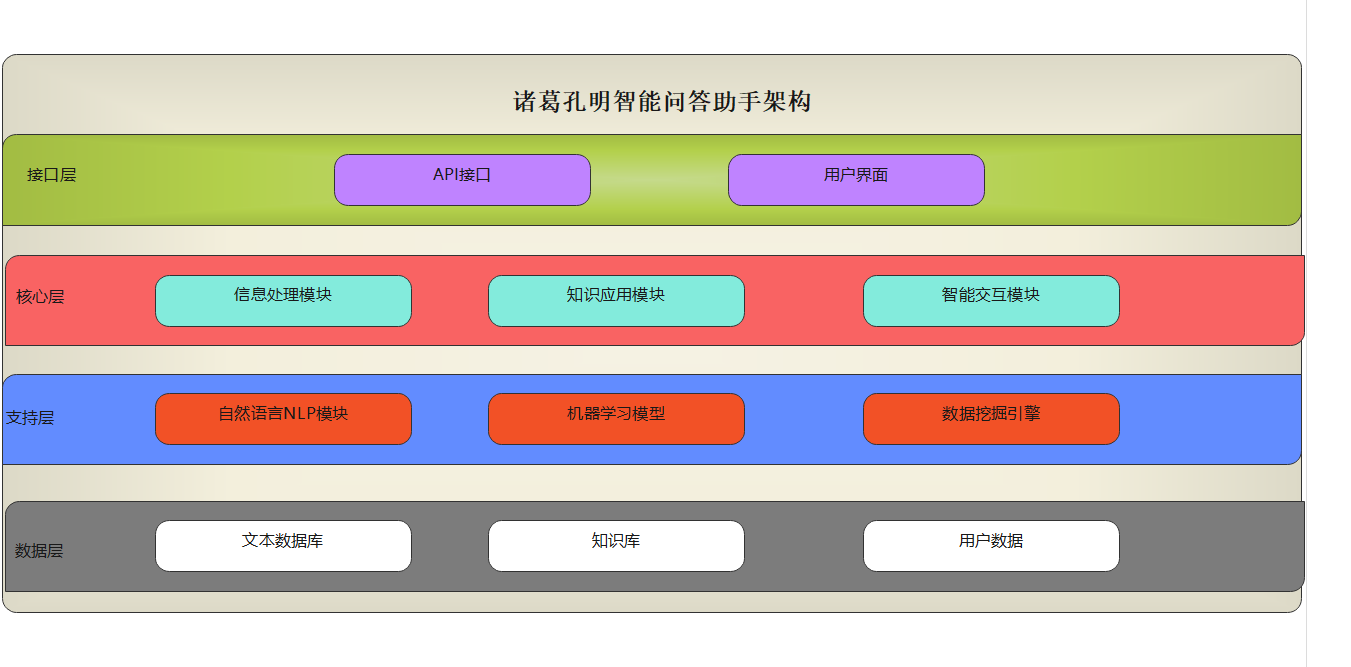 诸葛孔明智能问答助手架构
接口层
API接口
用户界面
核心层
信息处理模块
知识应用模块
智能交互模块
支持层
自然语言NLP模块
机器学习模型
数据挖掘引擎
数据层
文本数据库
知识库
用户数据